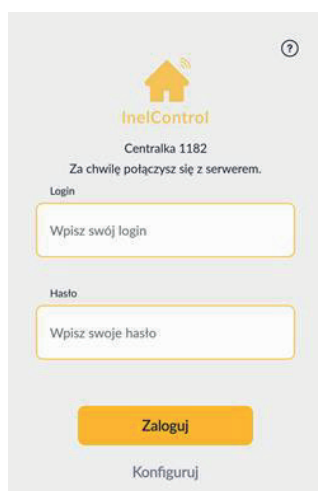 ?
InelControl
Centralka 1182
Za chwilę połączysz się z serwerem.
Login
Wpisz swój login
Hasło
Wpisz swoje hasło
Zaloguj
Konfiguruj